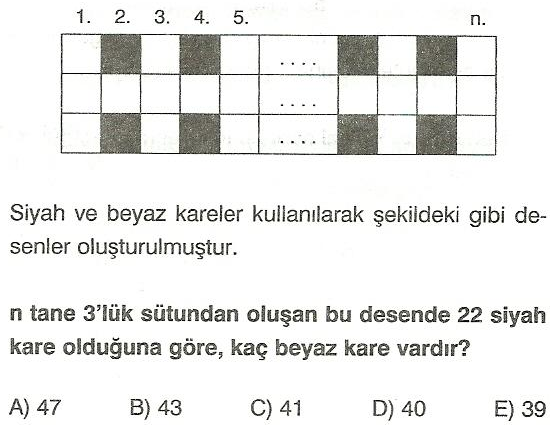 1. 2. 3. 4. 5. n.
. . . .
. . . .
. . . .
Siyah ve beyaz kareler kullanılarak şekildeki gibi de-
senler oluşturulmuştur.
n tane 3'lük sütundan oluşan bu desende 22 siyah
kare olduğuna göre, kaç beyaz kare vardır?
A) 47 B) 43 C) 41 D) 40 E) 39